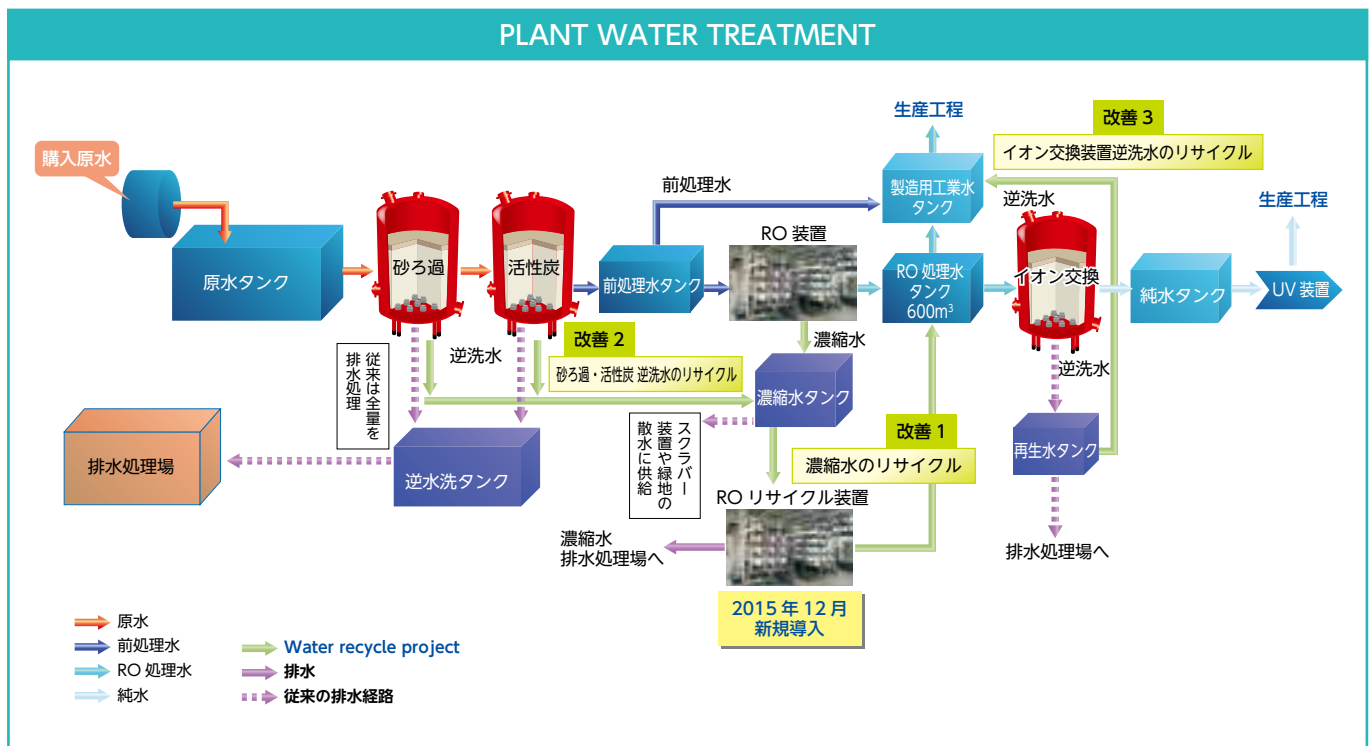 PLANT WATER TREATMENT
購入原水
原水タンク
砂ろ過
活性炭
前処理水タンク
前処理水
RO 装置
生産工程
製造用工業水
タンク
RO 処理水
タンク
600m³
改善 3
イオン交換装置逆洗水のリサイクル
逆洗水
イオン交換
純水タンク
生産工程
UV 装置
従来は全量を
排水処理
逆洗水
改善 2
砂ろ過・活性炭 逆洗水のリサイクル
濃縮水
濃縮水タンク
逆洗水
再生水タンク
排水処理場へ
排水処理場
逆水洗タンク
スクラバー
装置や緑地の
散水に供給
改善 1
濃縮水のリサイクル
RO リサイクル装置
濃縮水
排水処理場へ
2015 年 12 月
新規導入
原水
前処理水
RO 処理水
純水
Water recycle project
排水
従来の排水経路